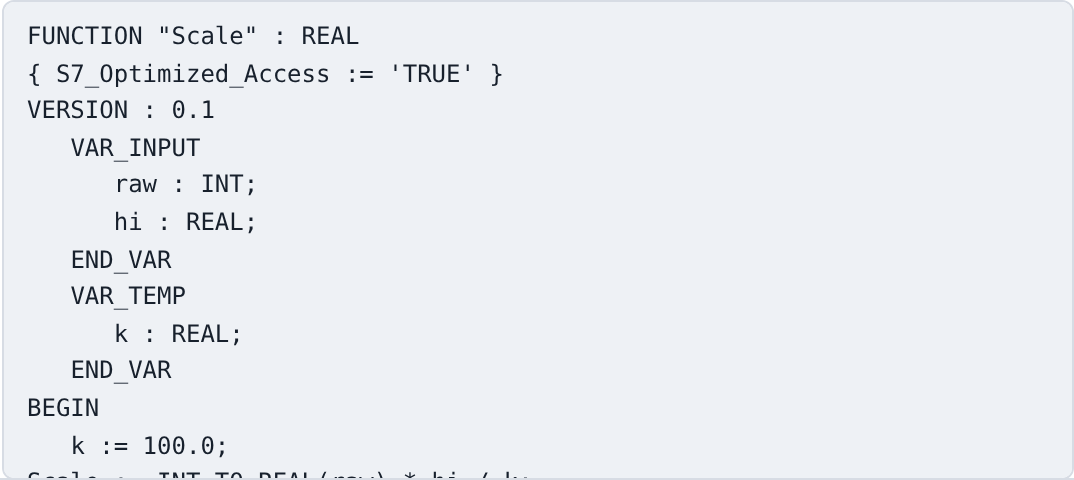 FUNCTION "Scale" : REAL
{ S7_Optimized_Access := 'TRUE' }
VERSION : 0.1
   VAR_INPUT
      raw : INT;
      hi : REAL;
   END_VAR
   VAR_TEMP
      k : REAL;
   END_VAR
BEGIN
   k := 100.0;